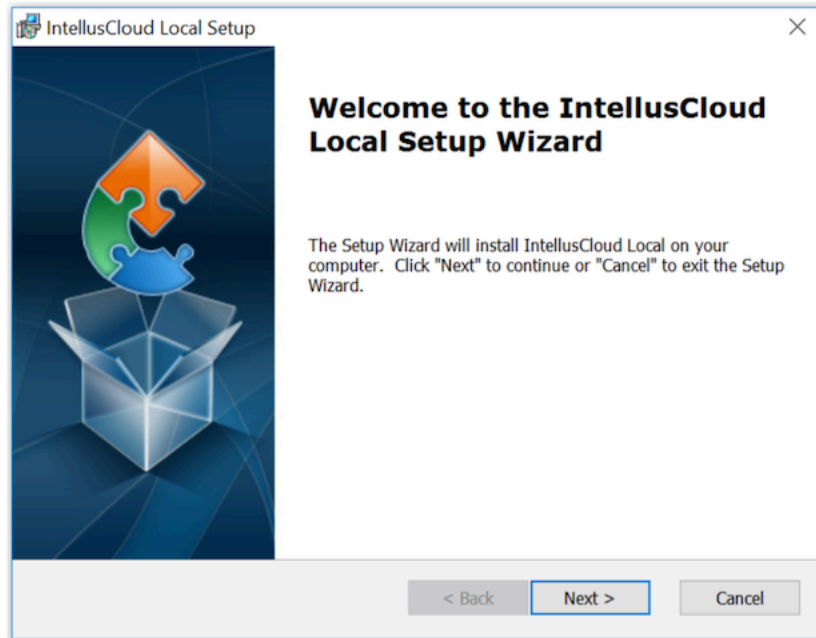 IntellusCloud Local Setup
Welcome to the IntellusCloud
Local Setup Wizard
The Setup Wizard will install IntellusCloud Local on your
computer.  Click "Next" to continue or "Cancel" to exit the Setup
Wizard.
< Back
Next >
Cancel